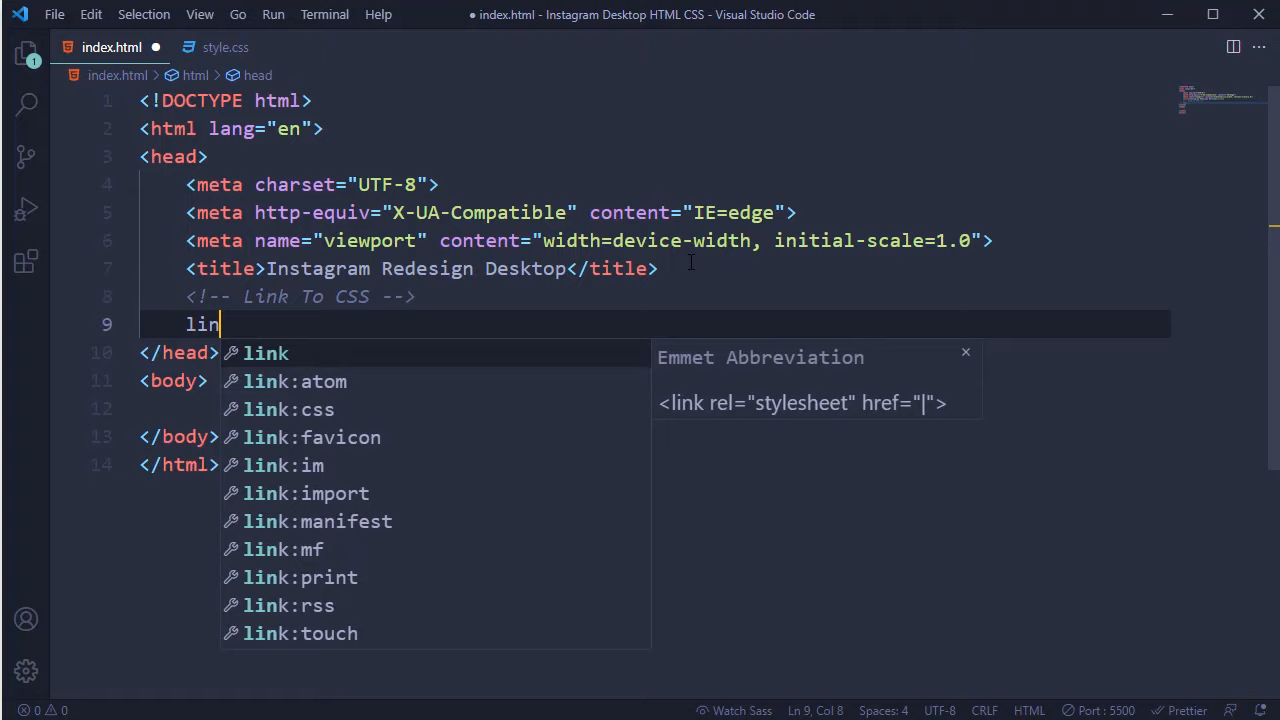 File Edit Selection View Go Run Terminal Help ● index.html - Instagram Desktop HTML CSS - Visual Studio Code
index.html ● style.css
index.html > html > head
1 <!DOCTYPE html>
2 <html lang="en">
3 <head>
4 <meta charset="UTF-8">
5 <meta http-equiv="X-UA-Compatible" content="IE=edge">
6 <meta name="viewport" content="width=device-width, initial-scale=1.0">
7 <title>Instagram Redesign Desktop</title>
8 <!-- Link To CSS -->
9 lin
10 </head>
11 <body>
12
13 </body>
14 </html>
link
link:atom
link:css
link:favicon
link:im
link:import
link:manifest
link:mf
link:print
link:rss
link:touch
Emmet Abbreviation
<link rel="stylesheet" href="|">
1
0 0 Watch Sass Ln 9, Col 8 Spaces: 4 UTF-8 CRLF HTML Port : 5500 Prettier